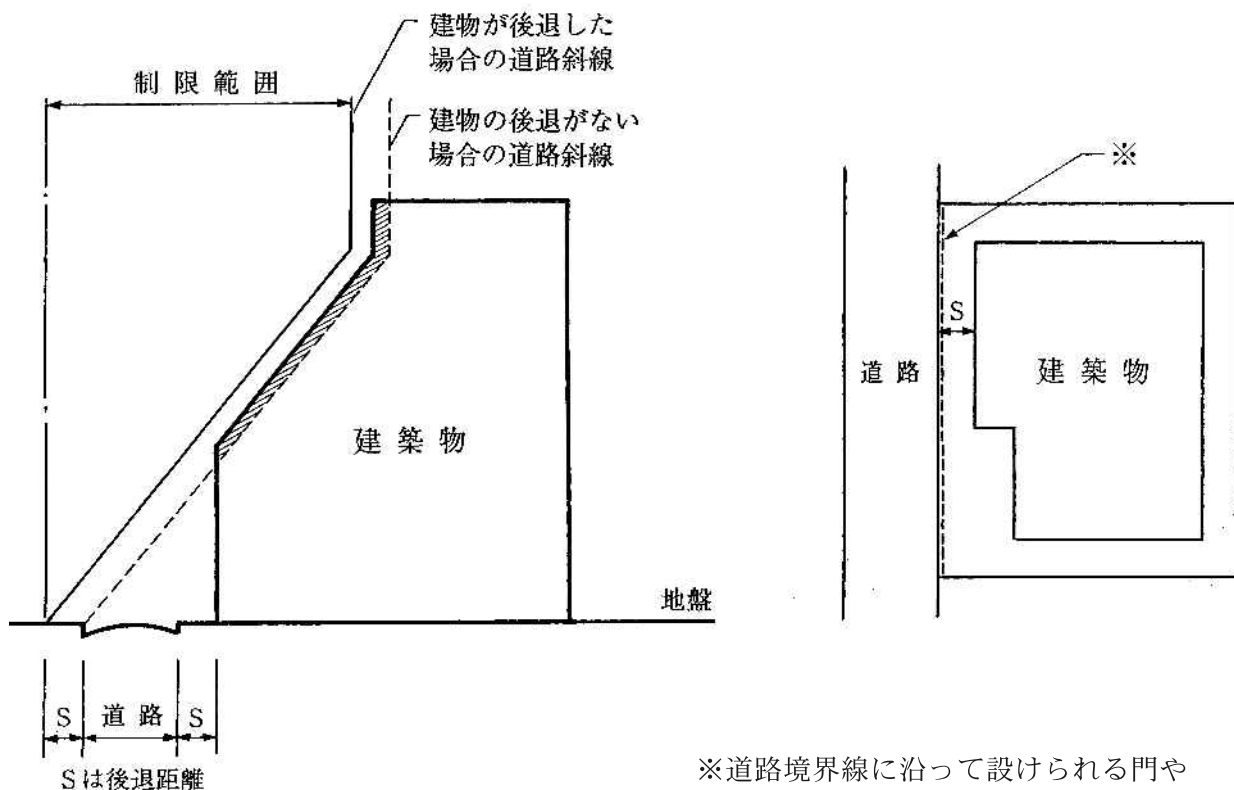 建物が後退した
場合の道路斜線
制限範囲
建物の後退がない
場合の道路斜線
※
S
道路
建築物
建築物
地盤
S
道路
S
Sは後退距離
※道路境界線に沿って設けられる門や